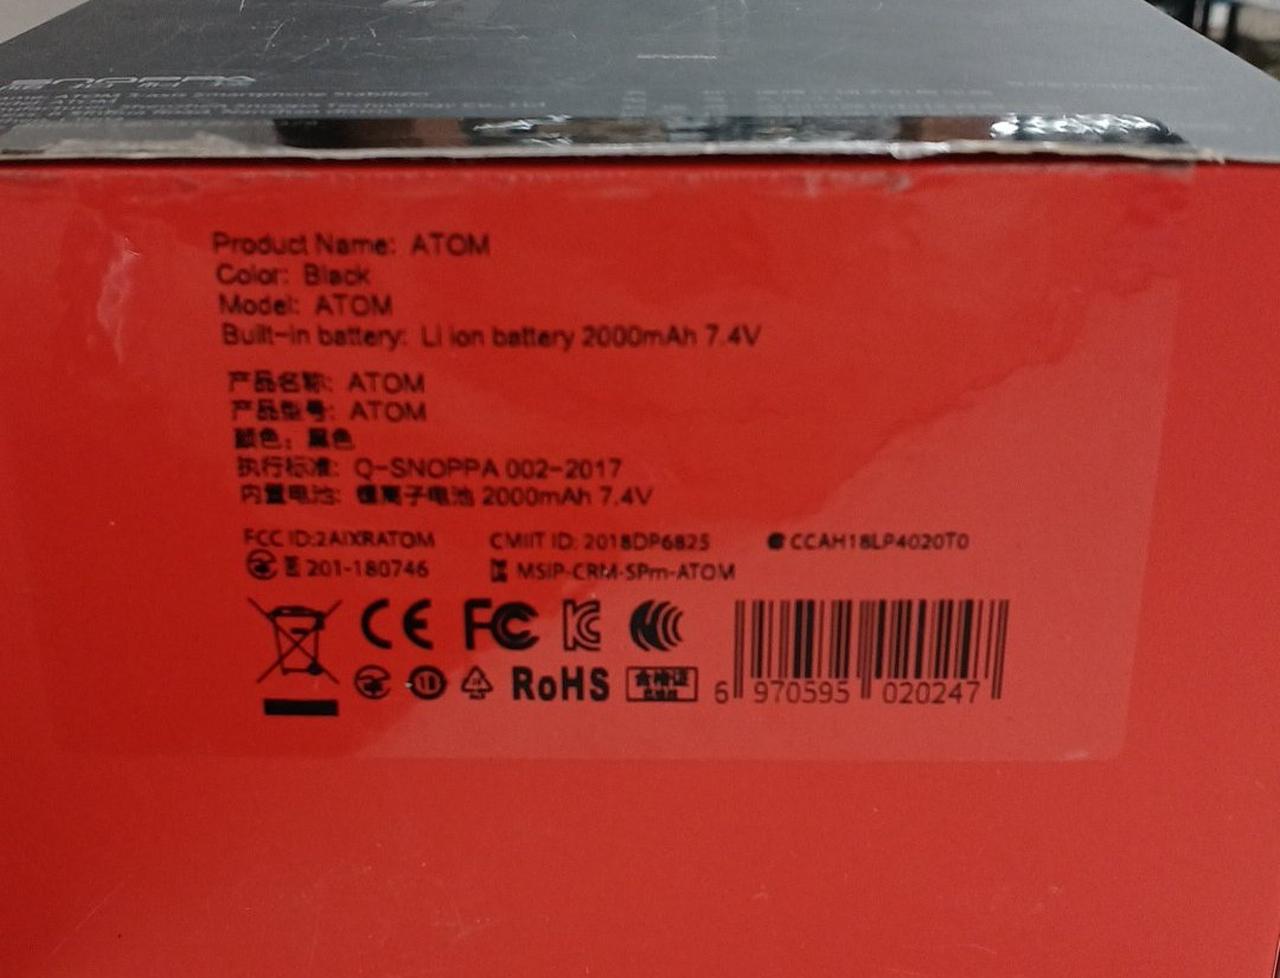 Product Name: ATOM
Color: Black
Model: ATOM
Built-in battery: Li ion battery 2000mAh 7.4V
产品名称: ATOM
产品型号: ATOM
颜色: 黑色
执行标准: Q-SNOPPA 002-2017
内置电池: 锂离子电池 2000mAh 7.4V
FCC ID:2AIXRATOM CMIIT ID: 2018DP6825 CCAH18LP4020T0
201-180746 MSIP-CRM-SPm-ATOM
CE FC
RoHS 合格证
6 970595 020247